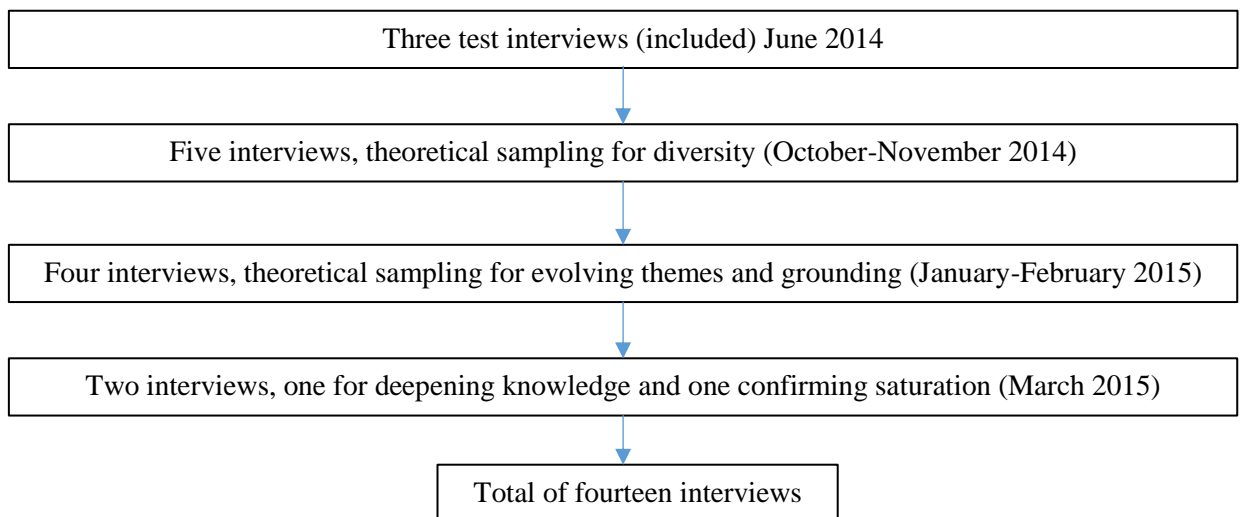 Three test interviews (included) June 2014
Five interviews, theoretical sampling for diversity (October-November 2014)
Four interviews, theoretical sampling for evolving themes and grounding (January-February 2015)
Two interviews, one for deepening knowledge and one confirming saturation (March 2015)
Total of fourteen interviews